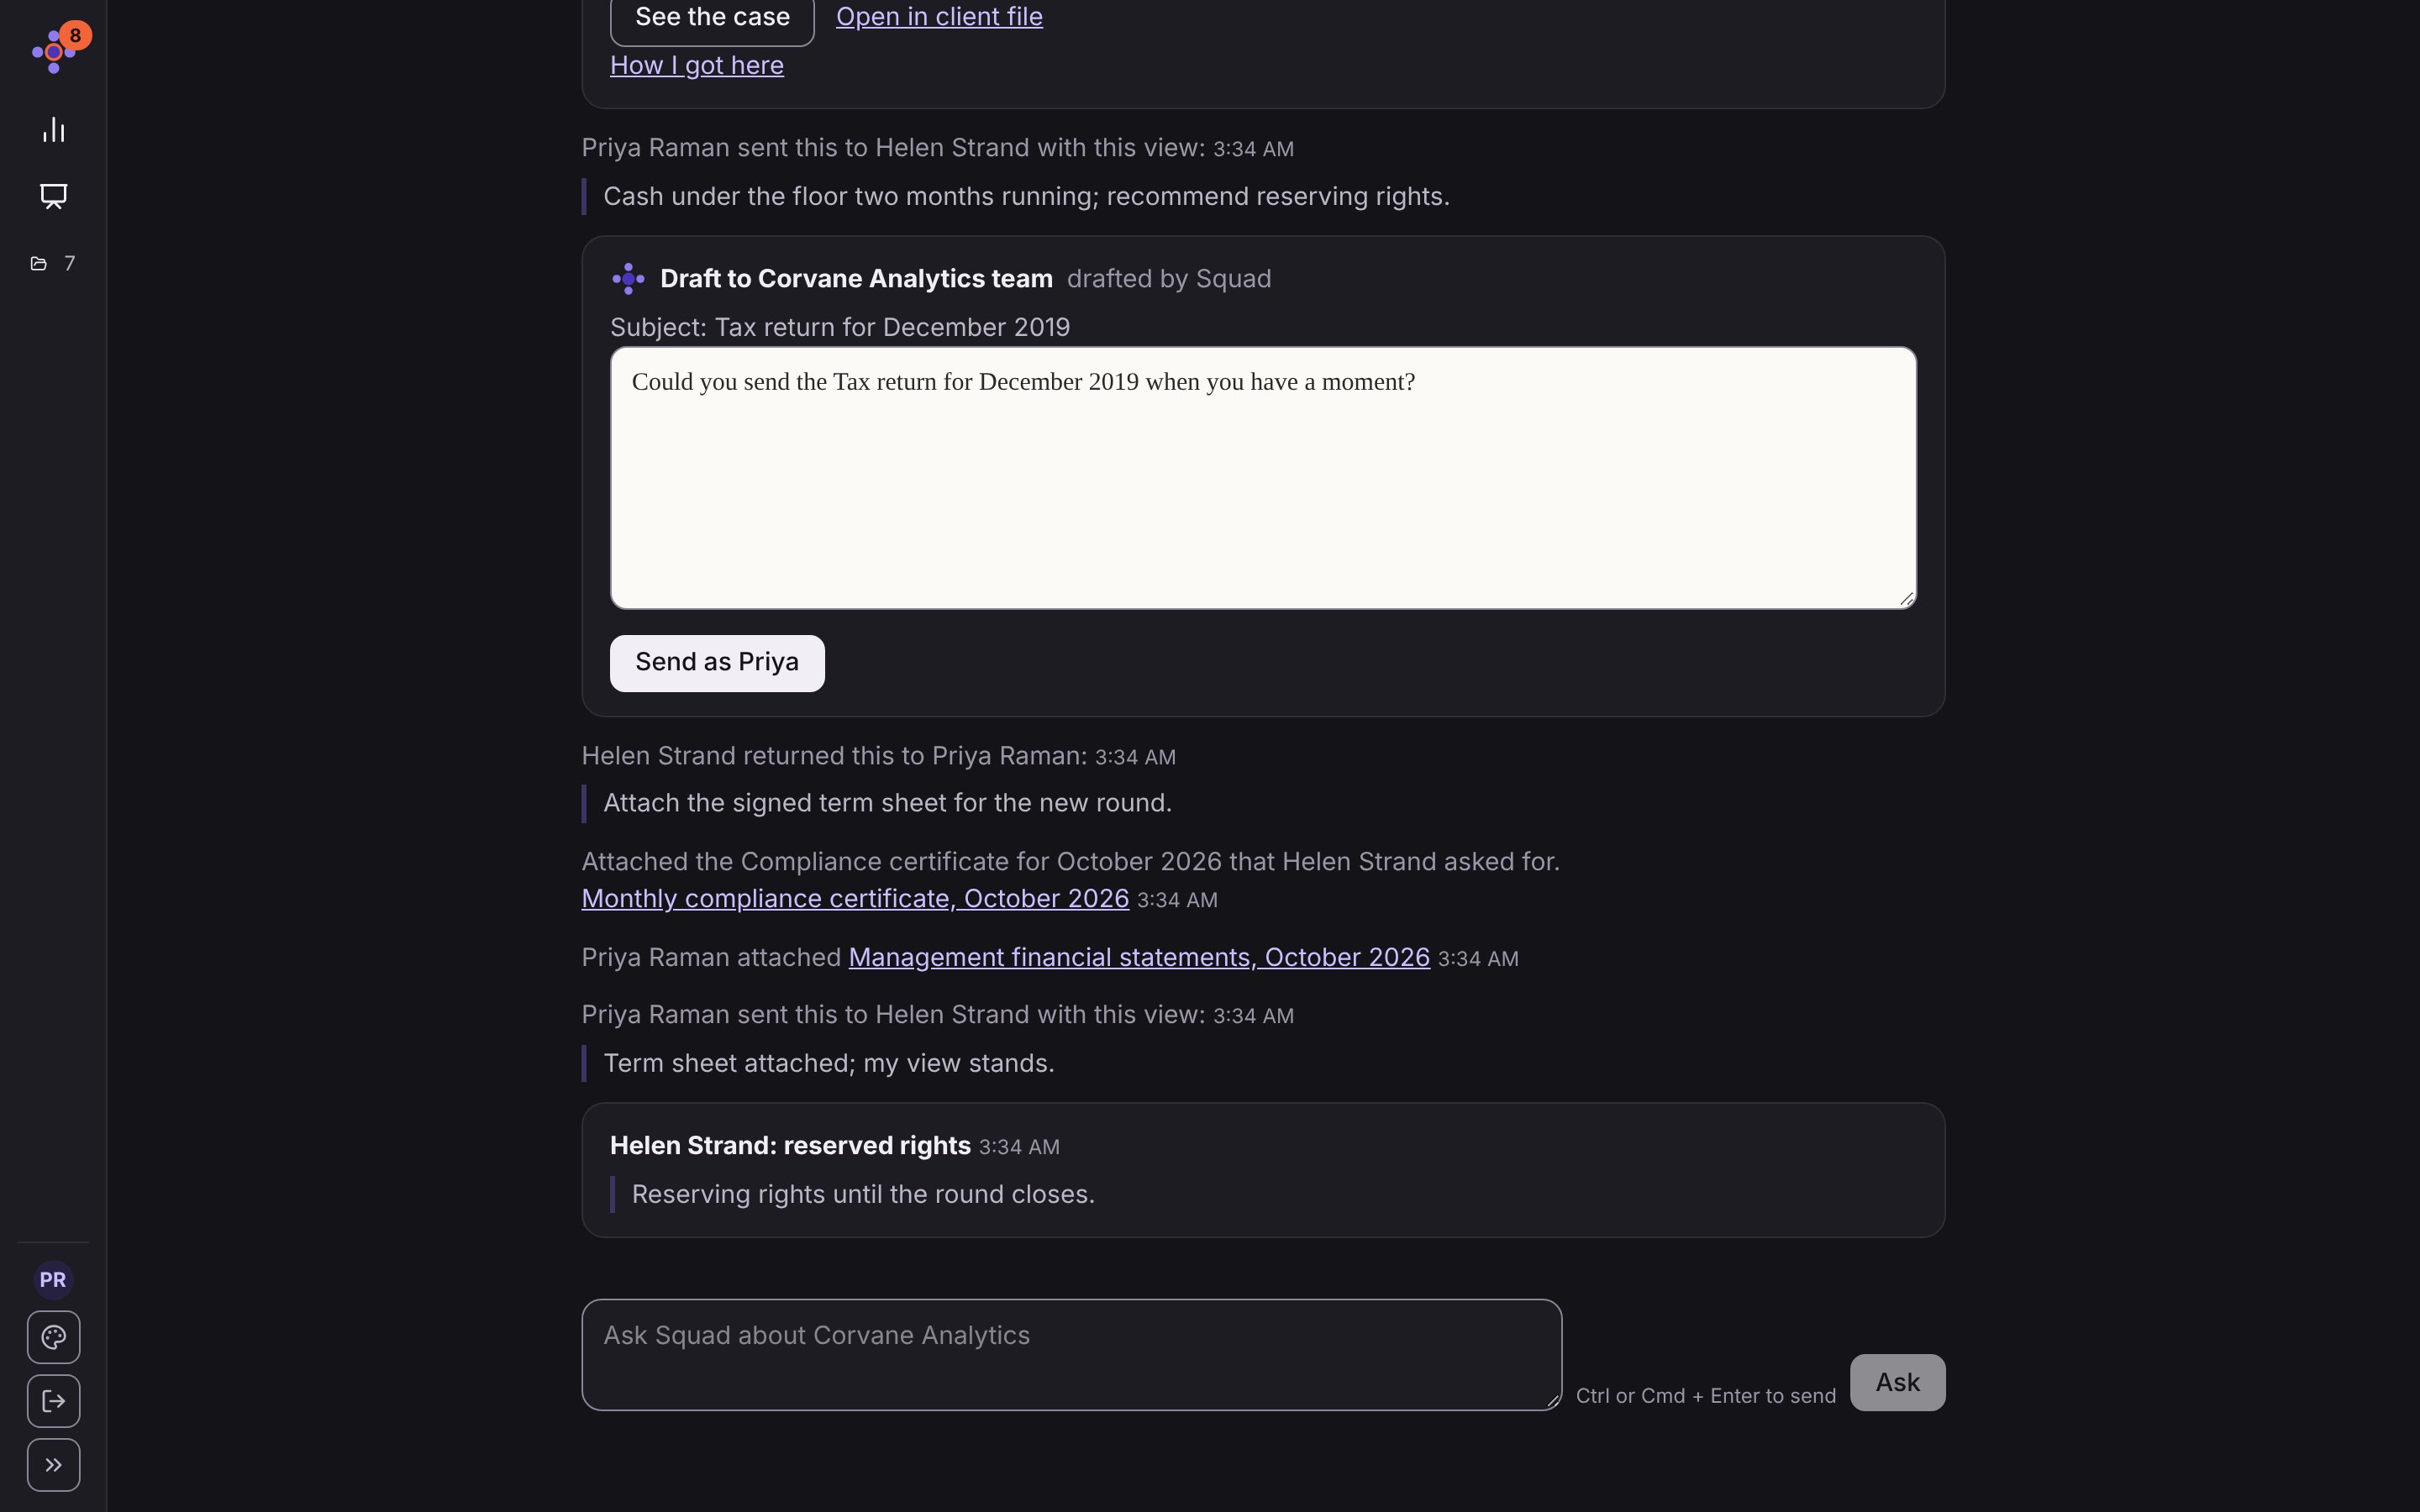 8
7
See the case Open in client file
How I got here
Priya Raman sent this to Helen Strand with this view: 3:34 AM
Cash under the floor two months running; recommend reserving rights.
Draft to Corvane Analytics team drafted by Squad
Subject: Tax return for December 2019
Could you send the Tax return for December 2019 when you have a moment?
Send as Priya
Helen Strand returned this to Priya Raman: 3:34 AM
Attach the signed term sheet for the new round.
Attached the Compliance certificate for October 2026 that Helen Strand asked for.
Monthly compliance certificate, October 2026 3:34 AM
Priya Raman attached Management financial statements, October 2026 3:34 AM
Priya Raman sent this to Helen Strand with this view: 3:34 AM
Term sheet attached; my view stands.
Helen Strand: reserved rights 3:34 AM
Reserving rights until the round closes.
PR
Ask Squad about Corvane Analytics
Ctrl or Cmd + Enter to send
Ask